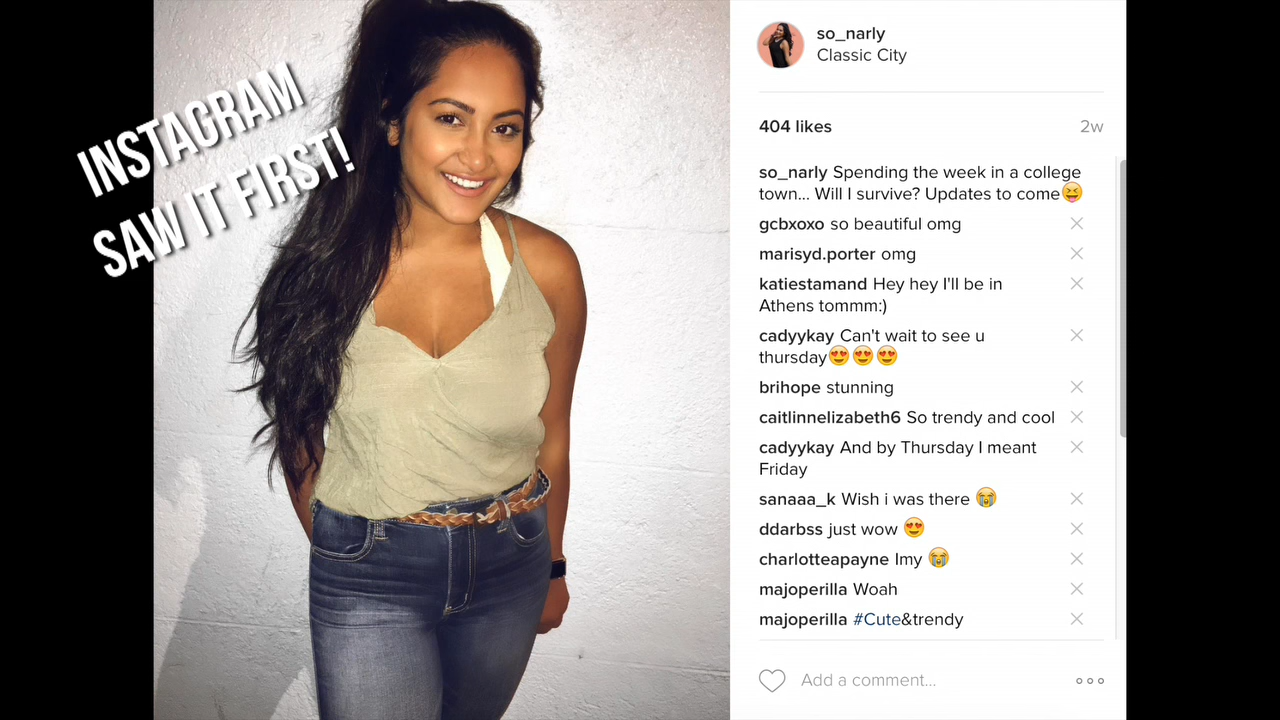 INSTAGRAM
SAW IT FIRST!
so_narly
Classic City
404 likes
2w
so_narly Spending the week in a college
town... Will I survive? Updates to come😝
gcbxoxo so beautiful omg
marisyd.porter omg
katiestamand Hey hey I'll be in
Athens tommm:)
cadyykay Can't wait to see u
thursday😍😍😍
brihope stunning
caitlinnelizabeth6 So trendy and cool
cadyykay And by Thursday I meant
Friday
sanaaa_k Wish i was there 😭
ddarbss just wow 😍
charlotteapayne Imy 😭
majoperilla Woah
majoperilla #Cute&trendy
Add a comment...